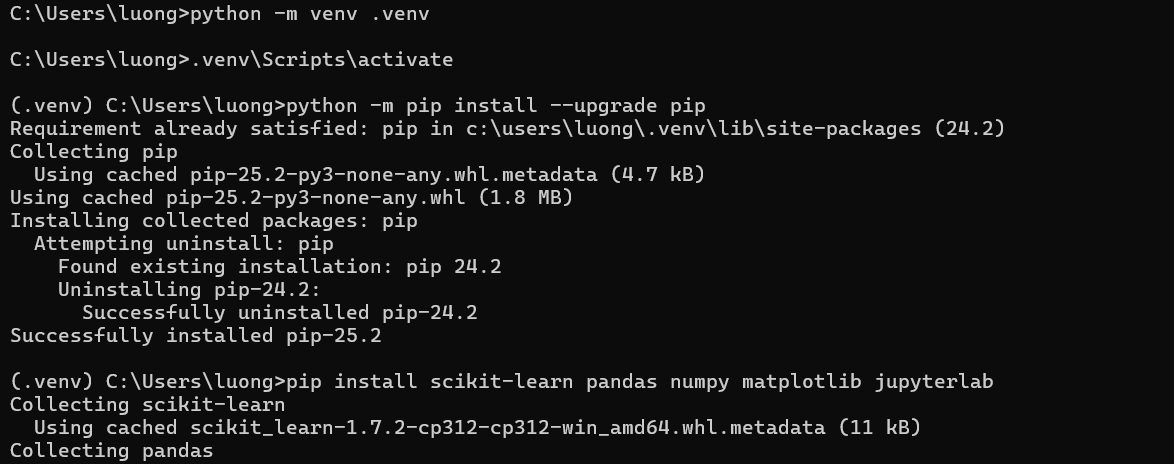 C:\Users\luong>python -m venv .venv
C:\Users\luong>.venv\Scripts\activate
(.venv) C:\Users\luong>python -m pip install --upgrade pip
Requirement already satisfied: pip in c:\users\luong\.venv\lib\site-packages (24.2)
Collecting pip
  Using cached pip-25.2-py3-none-any.whl.metadata (4.7 kB)
Using cached pip-25.2-py3-none-any.whl (1.8 MB)
Installing collected packages: pip
  Attempting uninstall: pip
    Found existing installation: pip 24.2
    Uninstalling pip-24.2:
      Successfully uninstalled pip-24.2
Successfully installed pip-25.2
(.venv) C:\Users\luong>pip install scikit-learn pandas numpy matplotlib jupyterlab
Collecting scikit-learn
  Using cached scikit_learn-1.7.2-cp312-cp312-win_amd64.whl.metadata (11 kB)
Collecting pandas